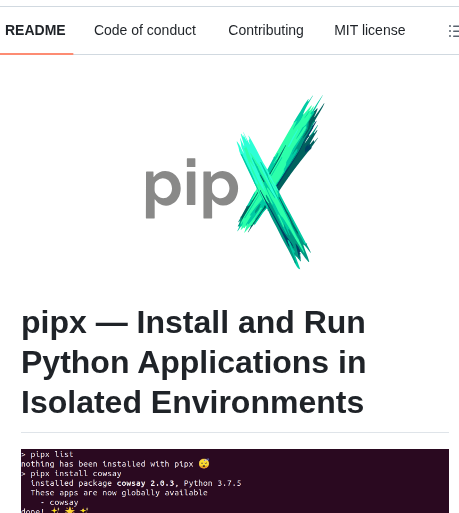 README Code of conduct Contributing MIT license
pipx
pipx — Install and Run
Python Applications in
Isolated Environments
> pipx list
nothing has been installed with pipx 😴
> pipx install cowsay
installed package cowsay 2.0.3, Python 3.7.5
These apps are now globally available
- cowsay
done! ✨ 🌟 ✨